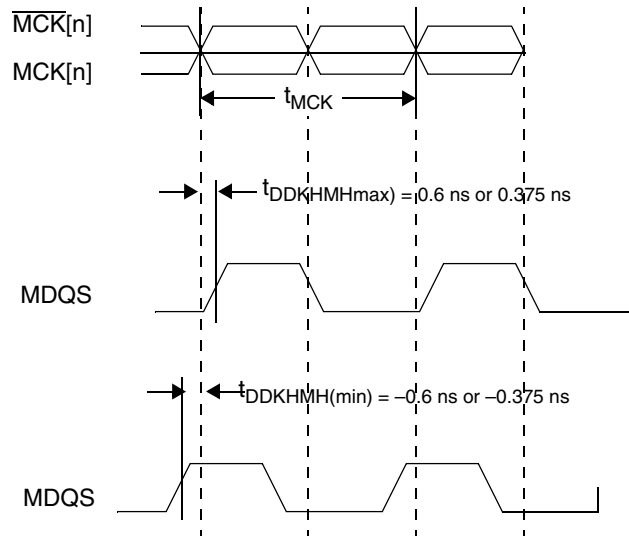 M̅C̅K̅[n]
MCK[n]
tMCK
tDDKHMHmax) = 0.6 ns or 0.375 ns
MDQS
tDDKHMH(min) = –0.6 ns or –0.375 ns
MDQS